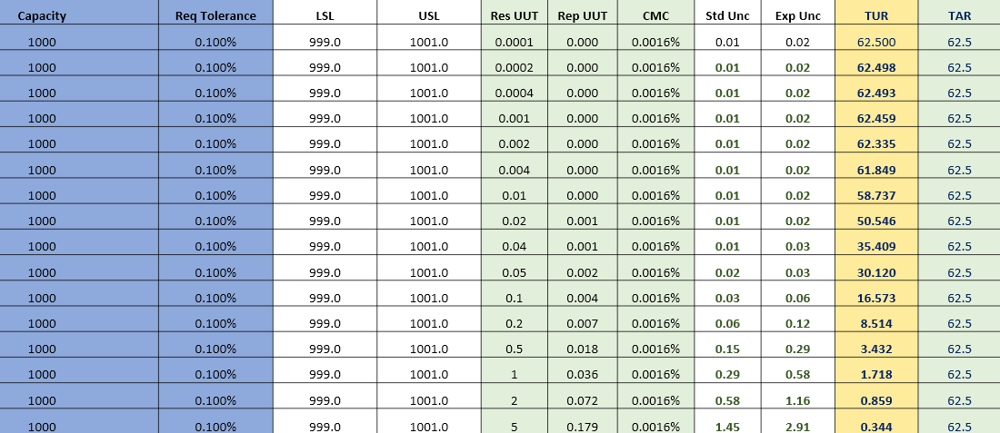 Capacity Req Tolerance LSL USL Res UUT Rep UUT CMC Std Unc Exp Unc TUR TAR
1000 0.100% 999.0 1001.0 0.0001 0.000 0.0016% 0.01 0.02 62.500 62.5
1000 0.100% 999.0 1001.0 0.0002 0.000 0.0016% 0.01 0.02 62.498 62.5
1000 0.100% 999.0 1001.0 0.0004 0.000 0.0016% 0.01 0.02 62.493 62.5
1000 0.100% 999.0 1001.0 0.001 0.000 0.0016% 0.01 0.02 62.459 62.5
1000 0.100% 999.0 1001.0 0.002 0.000 0.0016% 0.01 0.02 62.335 62.5
1000 0.100% 999.0 1001.0 0.004 0.000 0.0016% 0.01 0.02 61.849 62.5
1000 0.100% 999.0 1001.0 0.01 0.000 0.0016% 0.01 0.02 58.737 62.5
1000 0.100% 999.0 1001.0 0.02 0.001 0.0016% 0.01 0.02 50.546 62.5
1000 0.100% 999.0 1001.0 0.04 0.001 0.0016% 0.01 0.03 35.409 62.5
1000 0.100% 999.0 1001.0 0.05 0.002 0.0016% 0.02 0.03 30.120 62.5
1000 0.100% 999.0 1001.0 0.1 0.004 0.0016% 0.03 0.06 16.573 62.5
1000 0.100% 999.0 1001.0 0.2 0.007 0.0016% 0.06 0.12 8.514 62.5
1000 0.100% 999.0 1001.0 0.5 0.018 0.0016% 0.15 0.29 3.432 62.5
1000 0.100% 999.0 1001.0 1 0.036 0.0016% 0.29 0.58 1.718 62.5
1000 0.100% 999.0 1001.0 2 0.072 0.0016% 0.58 1.16 0.859 62.5
1000 0.100% 999.0 1001.0 5 0.179 0.0016% 1.45 2.91 0.344 62.5